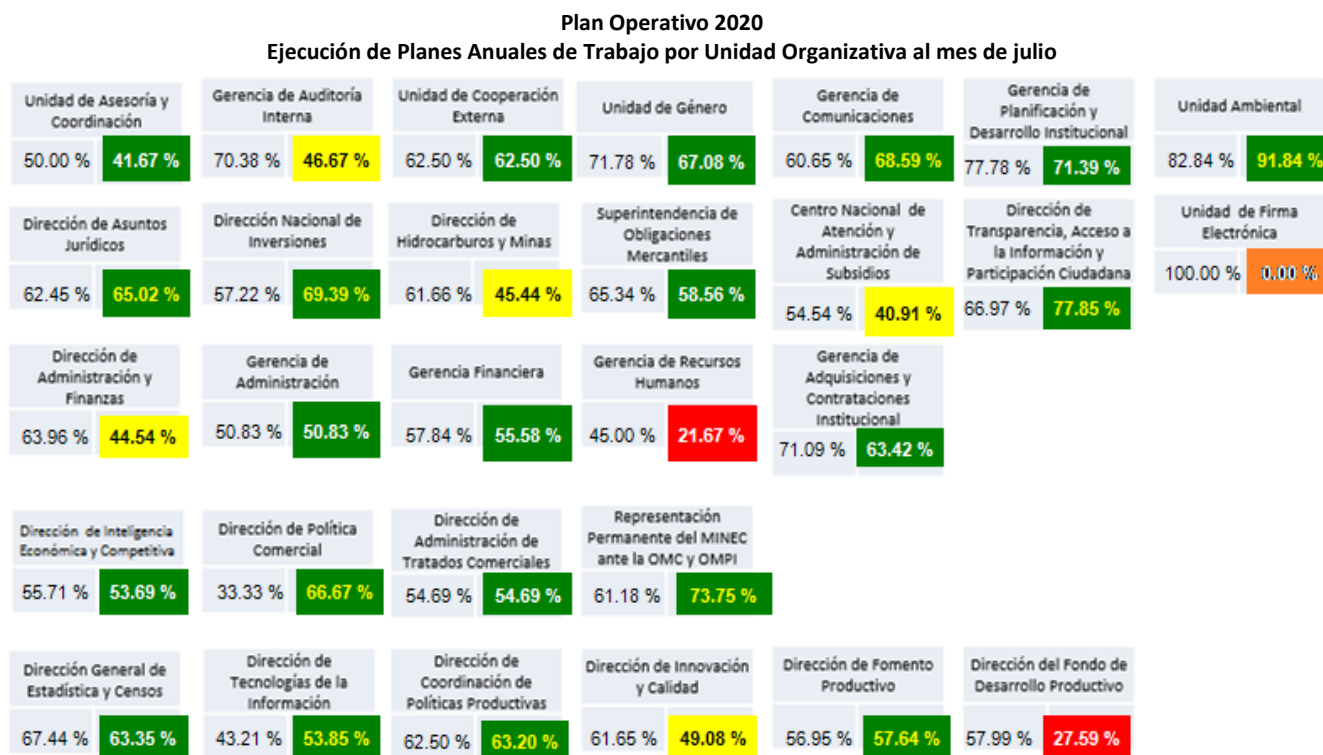 Plan Operativo 2020
Ejecución de Planes Anuales de Trabajo por Unidad Organizativa al mes de julio
Unidad de Asesoría y
Coordinación
50.00 % 41.67 %
Gerencia de Auditoría
Interna
70.38 % 46.67 %
Unidad de Cooperación
Externa
62.50 % 62.50 %
Unidad de Género
71.78 % 67.08 %
Gerencia de
Comunicaciones
60.65 % 68.59 %
Gerencia de
Planificación y
Desarrollo Institucional
77.78 % 71.39 %
Unidad Ambiental
82.84 % 91.84 %
Dirección de Asuntos
Jurídicos
62.45 % 65.02 %
Dirección Nacional de
Inversiones
57.22 % 69.39 %
Dirección de
Hidrocarburos y Minas
61.66 % 45.44 %
Superintendencia de
Obligaciones
Mercantiles
65.34 % 58.56 %
Centro Nacional de
Atención y
Administración de
Subsidios
54.54 % 40.91 %
Dirección de
Transparencia, Acceso a
la Información y
Participación Ciudadana
66.97 % 77.85 %
Unidad de Firma
Electrónica
100.00 % 0.00 %
Dirección de
Administración y
Finanzas
63.96 % 44.54 %
Gerencia de
Administración
50.83 % 50.83 %
Gerencia Financiera
57.84 % 55.58 %
Gerencia de Recursos
Humanos
45.00 % 21.67 %
Gerencia de
Adquisiciones y
Contrataciones
Institucional
71.09 % 63.42 %
Dirección de Inteligencia
Económica y Competitiva
55.71 % 53.69 %
Dirección de Política
Comercial
33.33 % 66.67 %
Dirección de
Administración de
Tratados Comerciales
54.69 % 54.69 %
Representación
Permanente del MINEC
ante la OMC y OMPI
61.18 % 73.75 %
Dirección General de
Estadística y Censos
67.44 % 63.35 %
Dirección de
Tecnologías de la
Información
43.21 % 53.85 %
Dirección de
Coordinación de
Políticas Productivas
62.50 % 63.20 %
Dirección de Innovación
y Calidad
61.65 % 49.08 %
Dirección de Fomento
Productivo
56.95 % 57.64 %
Dirección del Fondo de
Desarrollo Productivo
57.99 % 27.59 %